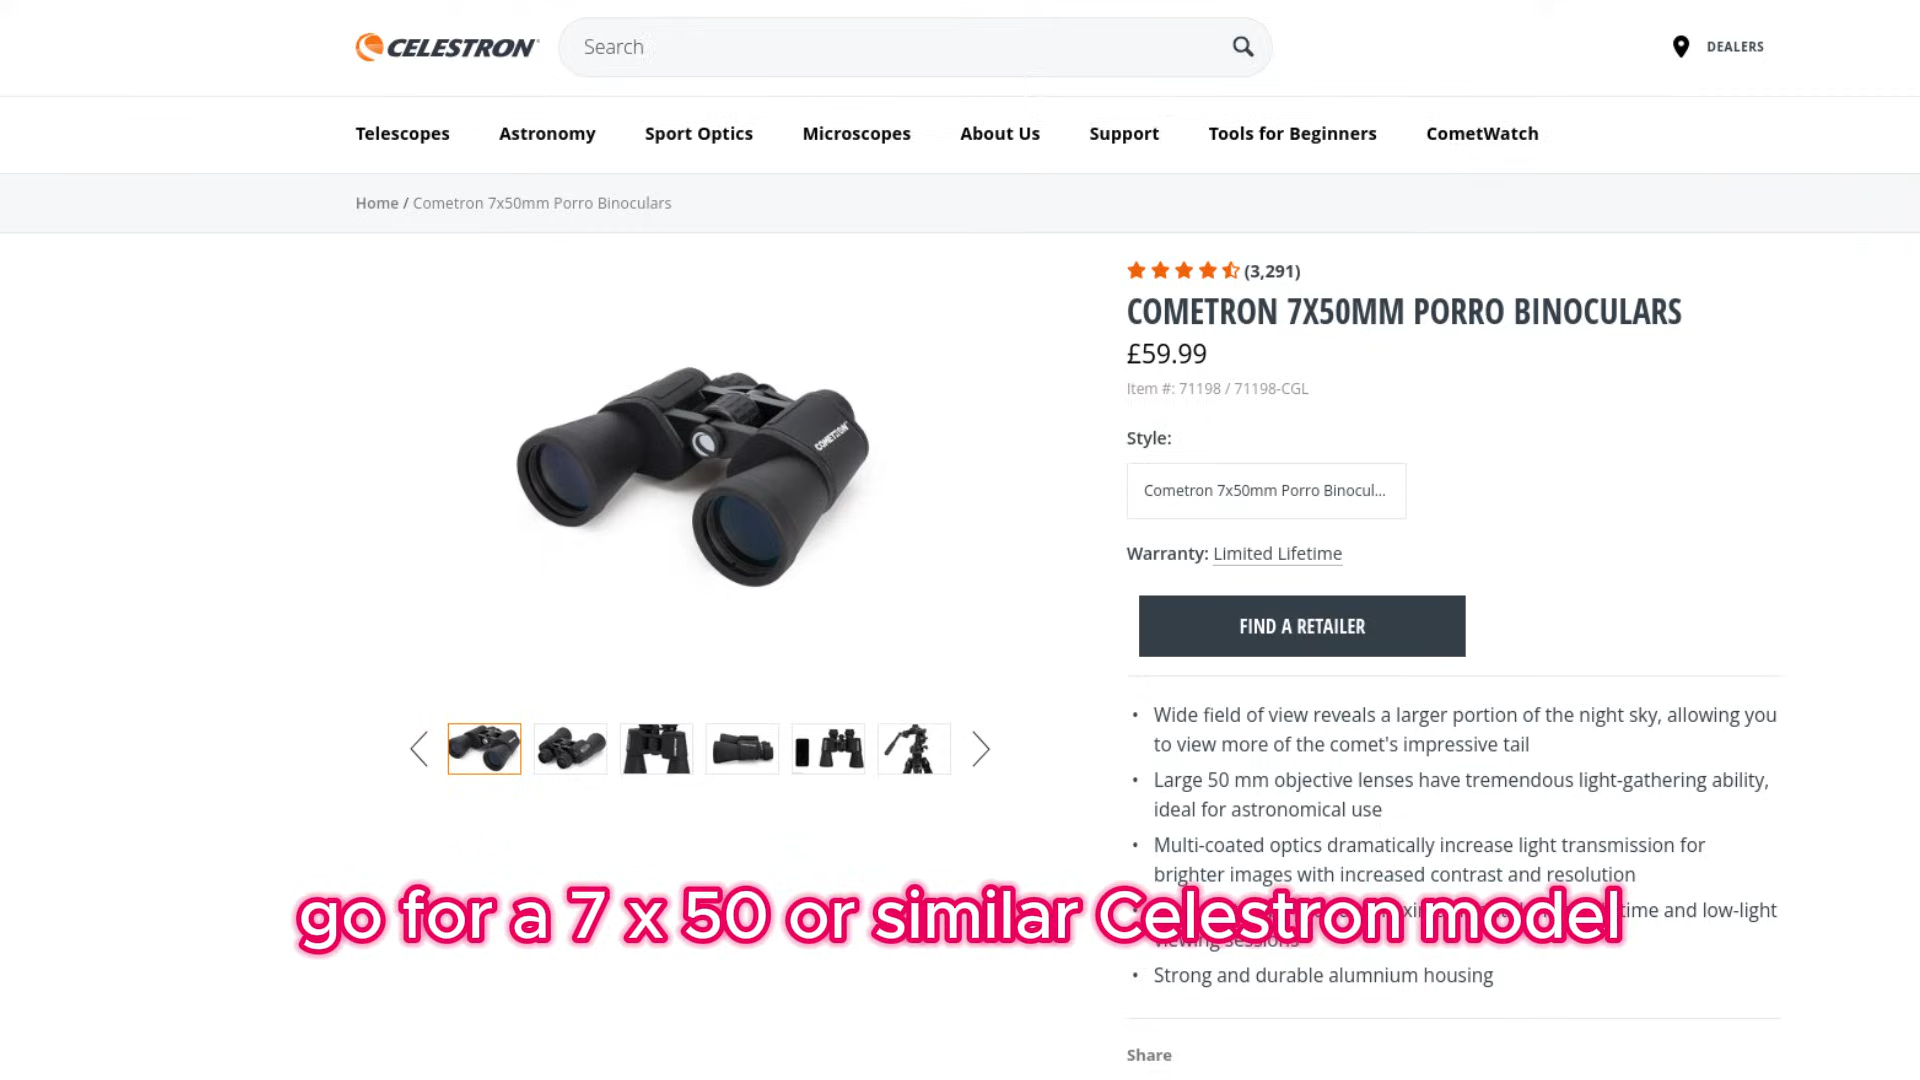 CELESTRON
Search
DEALERS
Telescopes Astronomy Sport Optics Microscopes About Us Support Tools for Beginners CometWatch
Home / Cometron 7x50mm Porro Binoculars
(3,291)
COMETRON 7X50MM PORRO BINOCULARS
£59.99
Item #: 71198 / 71198-CGL
Style:
Cometron 7x50mm Porro Binocul...
Warranty: Limited Lifetime
FIND A RETAILER
COMETRON
• Wide field of view reveals a larger portion of the night sky, allowing you
to view more of the comet's impressive tail
• Large 50 mm objective lenses have tremendous light-gathering ability,
ideal for astronomical use
• Multi-coated optics dramatically increase light transmission for
brighter images with increased contrast and resolution
time and low-light
viewing sessions
go for a 7 x 50 or similar Celestron model
• Strong and durable alumnium housing
Share